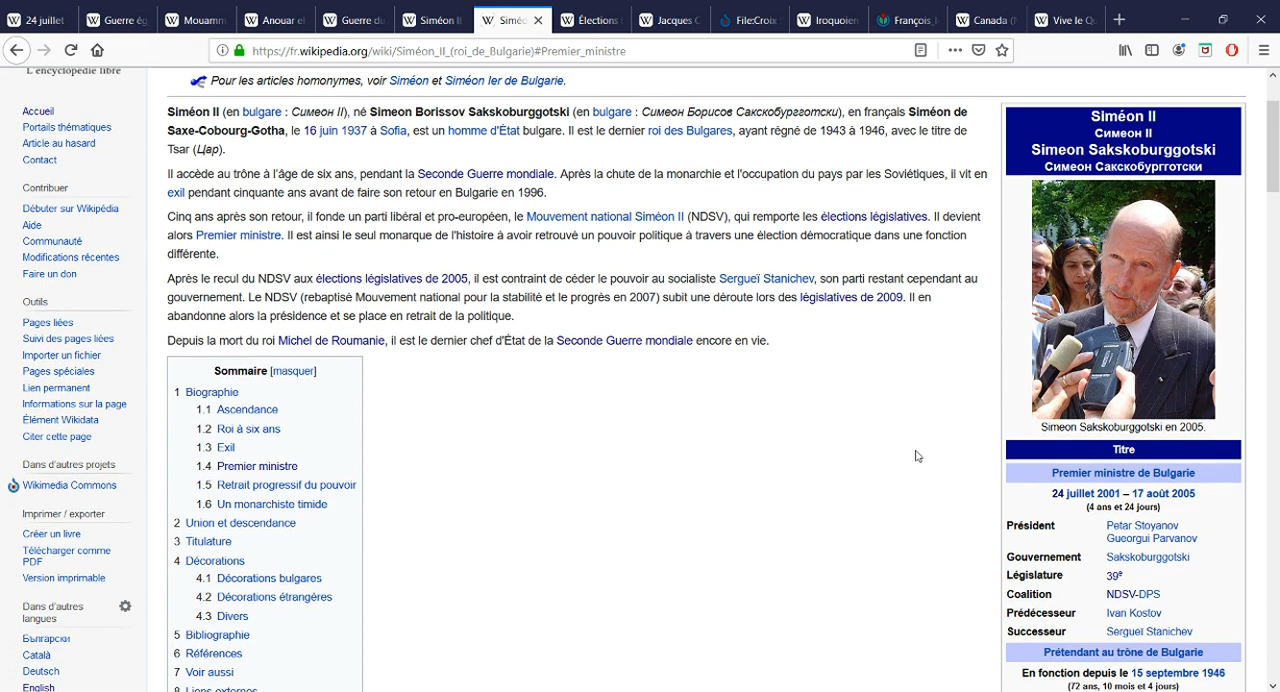 24 juillet
Guerre ég
Mouamm
Anouar el
Guerre du
Siméon II
Siméo
Élections
Jacques C
File:Croix
Iroquoien
François_
Canada (
Vive le Qu
https://fr.wikipedia.org/wiki/Siméon_II_(roi_de_Bulgarie)#Premier_ministre
L'encyclopédie libre
Accueil
Portails thématiques
Article au hasard
Contact
Contribuer
Débuter sur Wikipédia
Aide
Communauté
Modifications récentes
Faire un don
Outils
Pages liées
Suivi des pages liées
Importer un fichier
Pages spéciales
Lien permanent
Informations sur la page
Élément Wikidata
Citer cette page
Dans d'autres projets
Wikimedia Commons
Imprimer / exporter
Créer un livre
Télécharger comme
PDF
Version imprimable
Dans d'autres
langues
Български
Català
Deutsch
English
Pour les articles homonymes, voir Siméon et Siméon Ier de Bulgarie.
Siméon II (en bulgare : Симеон II), né Simeon Borissov Sakskoburggotski (en bulgare : Симеон Борисов Сакскобургготски), en français Siméon de
Saxe-Cobourg-Gotha, le 16 juin 1937 à Sofia, est un homme d'État bulgare. Il est le dernier roi des Bulgares, ayant régné de 1943 à 1946, avec le titre de
Tsar (Цар).
Il accède au trône à l'âge de six ans, pendant la Seconde Guerre mondiale. Après la chute de la monarchie et l'occupation du pays par les Soviétiques, il vit en
exil pendant cinquante ans avant de faire son retour en Bulgarie en 1996.
Cinq ans après son retour, il fonde un parti libéral et pro-européen, le Mouvement national Siméon II (NDSV), qui remporte les élections législatives. Il devient
alors Premier ministre. Il est ainsi le seul monarque de l'histoire à avoir retrouvé un pouvoir politique à travers une élection démocratique dans une fonction
différente.
Après le recul du NDSV aux élections législatives de 2005, il est contraint de céder le pouvoir au socialiste Sergueï Stanichev, son parti restant cependant au
gouvernement. Le NDSV (rebaptisé Mouvement national pour la stabilité et le progrès en 2007) subit une déroute lors des législatives de 2009. Il en
abandonne alors la présidence et se place en retrait de la politique.
Depuis la mort du roi Michel de Roumanie, il est le dernier chef d'État de la Seconde Guerre mondiale encore en vie.
Sommaire [masquer]
1 Biographie
1.1 Ascendance
1.2 Roi à six ans
1.3 Exil
1.4 Premier ministre
1.5 Retrait progressif du pouvoir
1.6 Un monarchiste timide
2 Union et descendance
3 Titulature
4 Décorations
4.1 Décorations bulgares
4.2 Décorations étrangères
4.3 Divers
5 Bibliographie
6 Références
7 Voir aussi
8 Liens externes
Siméon II
Симеон II
Simeon Sakskoburggotski
Симеон Сакскобургготски
Simeon Sakskoburggotski en 2005.
Titre
Premier ministre de Bulgarie
24 juillet 2001 – 17 août 2005
(4 ans et 24 jours)
Président Petar Stoyanov
Gueorgui Parvanov
Gouvernement Sakskoburggotski
Législature 39e
Coalition NDSV-DPS
Prédécesseur Ivan Kostov
Successeur Sergueï Stanichev
Prétendant au trône de Bulgarie
En fonction depuis le 15 septembre 1946
(72 ans, 10 mois et 4 jours)